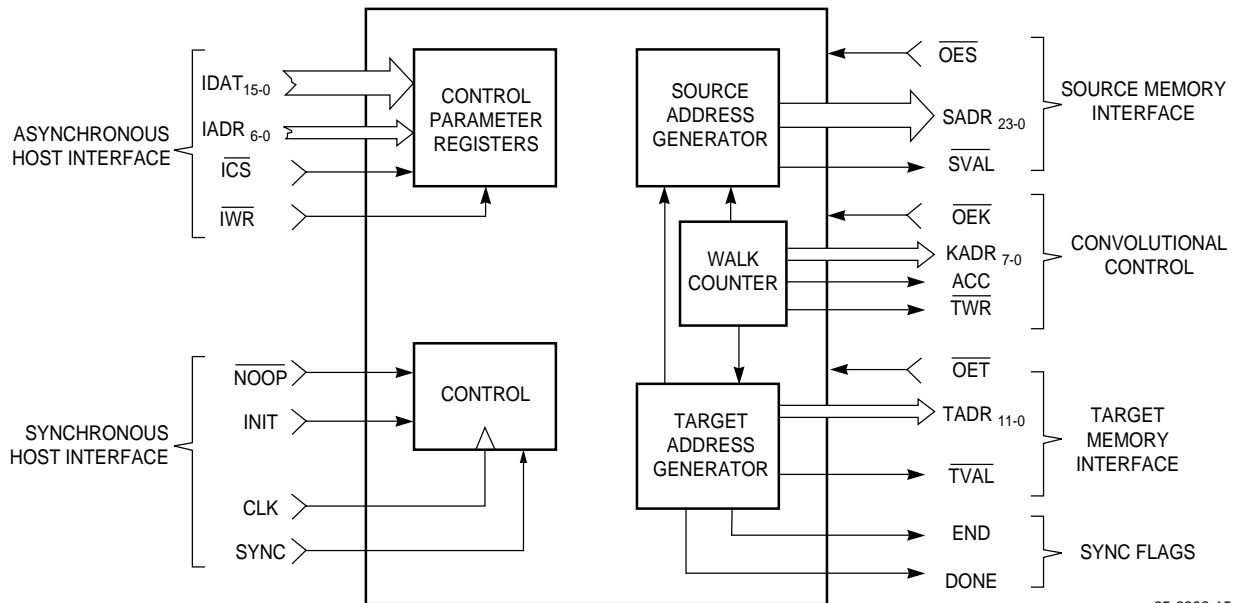 ASYNCHRONOUS
HOST INTERFACE
IDAT15-0
IADR 6-0
ICS
IWR
CONTROL
PARAMETER
REGISTERS
SYNCHRONOUS
HOST INTERFACE
NOOP
INIT
CLK
SYNC
CONTROL
SOURCE
ADDRESS
GENERATOR
WALK
COUNTER
TARGET
ADDRESS
GENERATOR
OES
SADR 23-0
SVAL
SOURCE MEMORY
INTERFACE
OEK
KADR 7-0
ACC
TWR
CONVOLUTIONAL
CONTROL
OET
TADR 11-0
TVAL
TARGET
MEMORY
INTERFACE
END
DONE
SYNC FLAGS